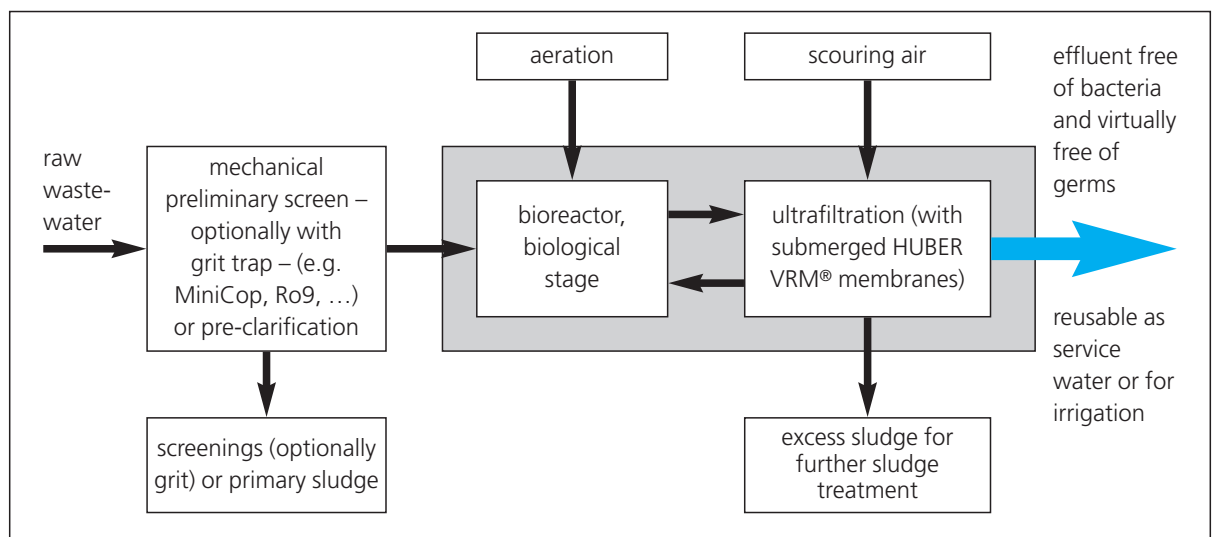 aeration
scouring air
effluent free
of bacteria
and virtually
free of
germs
raw
waste-
water
mechanical
preliminary screen –
optionally with
grit trap – (e.g.
MiniCop, Ro9, …)
or pre-clarification
bioreactor,
biological
stage
ultrafiltration (with
submerged HUBER
VRM® membranes)
reusable as
service
water or for
irrigation
screenings (optionally
grit) or primary sludge
excess sludge for
further sludge
treatment